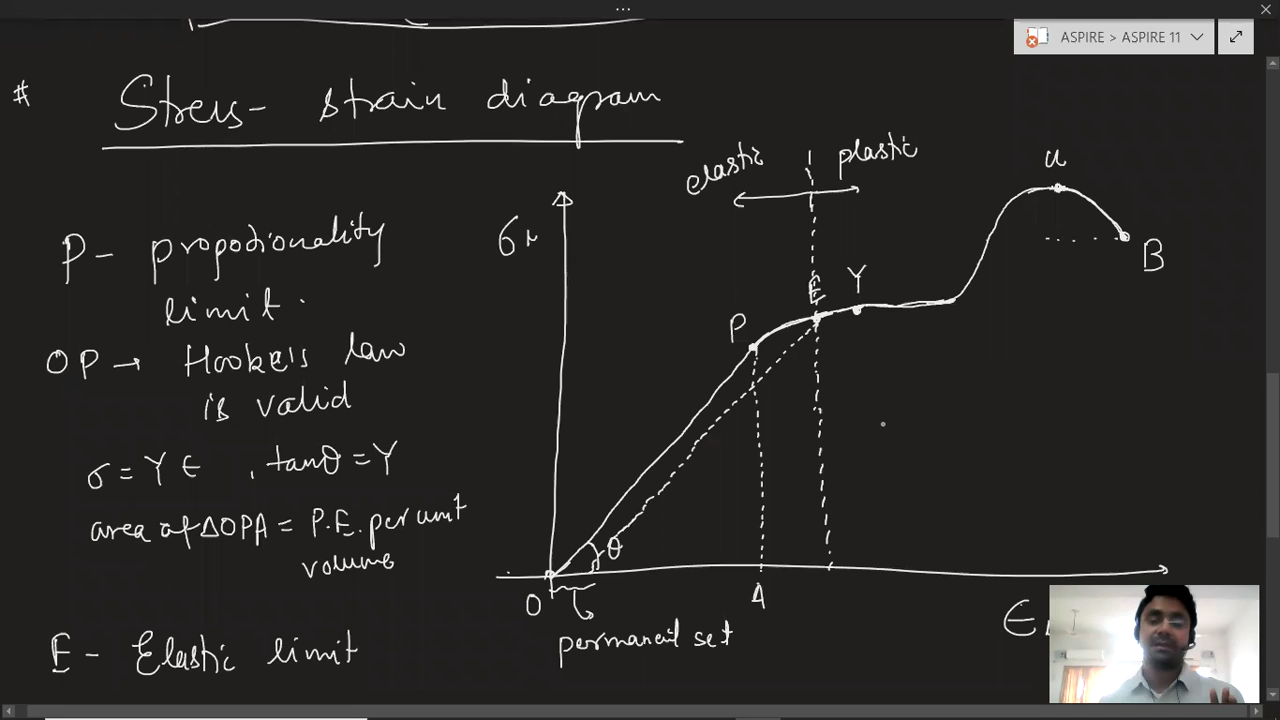 ASPIRE > ASPIRE 11
# Stress- strain diagram
P- propotionality
limit.
OP → Hooke's law
is valid
σ = Y ϵ , tanθ = Y
area of ΔOPA = P.E. per unit
volume
E - Elastic limit
elastic
plastic
u
B
E
Y
P
θ
O
A
permanent set